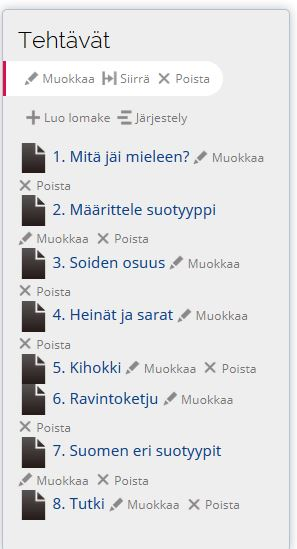 Tehtävät
Muokkaa Siirrä Poista
Luo lomake Järjestely
1. Mitä jäi mieleen? Muokkaa
Poista
2. Määrittele suotyyppi
Muokkaa Poista
3. Soiden osuus Muokkaa
Poista
4. Heinät ja sarat Muokkaa
Poista
5. Kihokki Muokkaa Poista
6. Ravintoketju Muokkaa
Poista
7. Suomen eri suotyypit
Muokkaa Poista
8. Tutki Muokkaa Poista